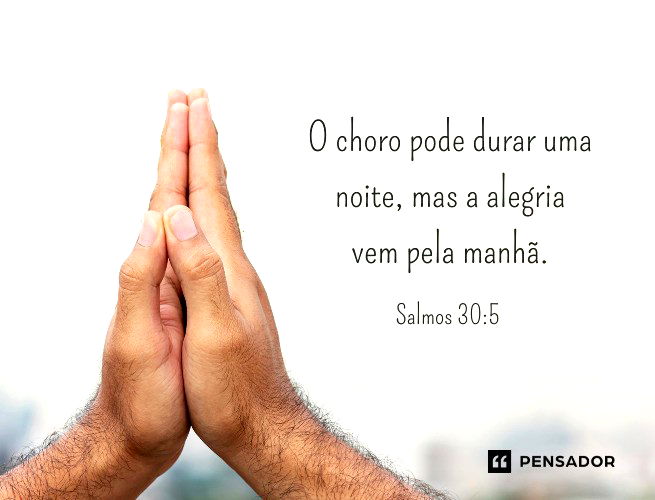 O choro pode durar uma
noite, mas a alegria
vem pela manhã.
Salmos 30:5
PENSADOR